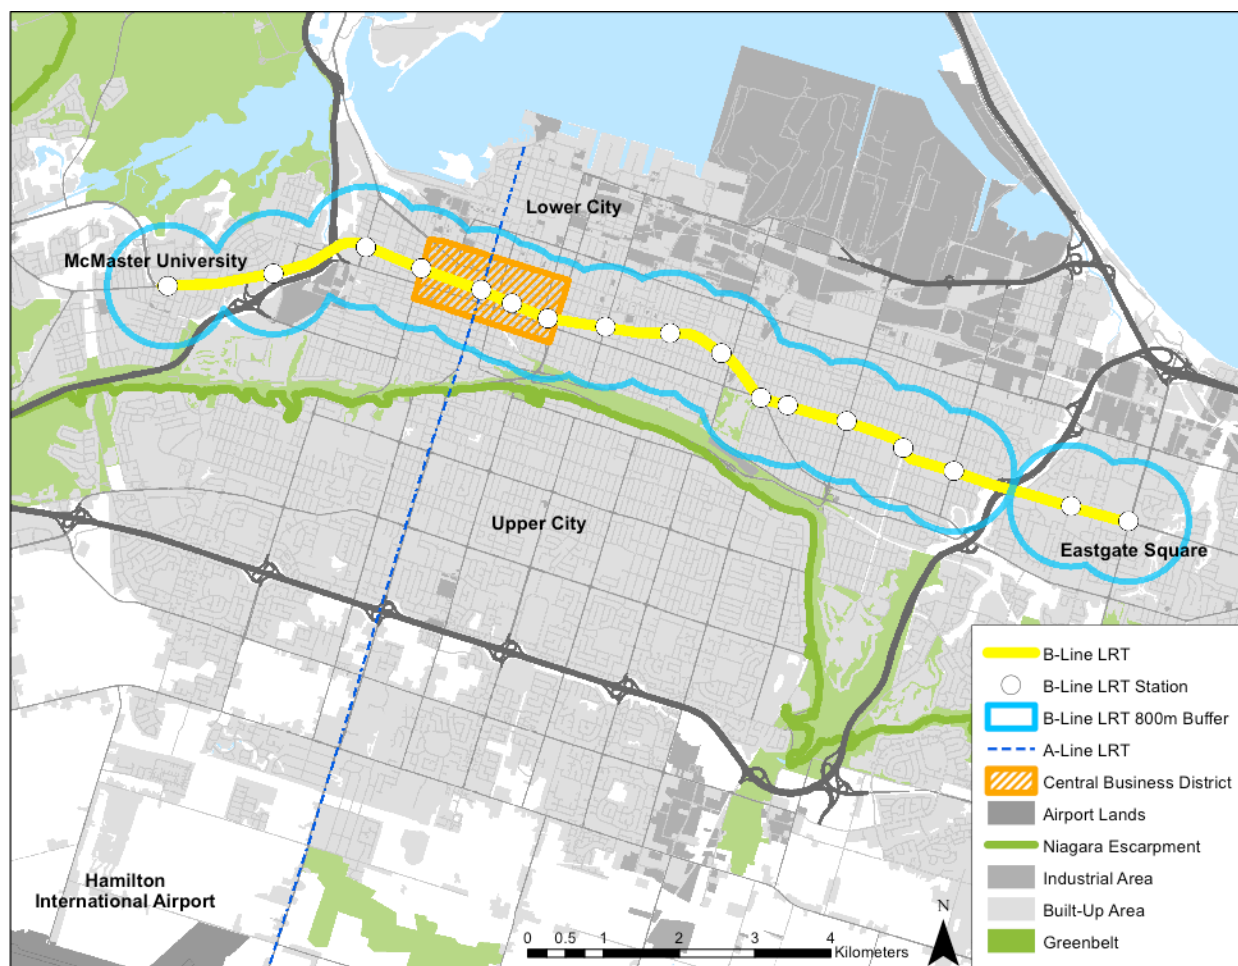 Lower City
McMaster University
Upper City
Eastgate Square
Hamilton
International Airport
B-Line LRT
B-Line LRT Station
B-Line LRT 800m Buffer
A-Line LRT
Central Business District
Airport Lands
Niagara Escarpment
Industrial Area
Built-Up Area
Greenbelt
N
0 0.5 1 2 3 4
Kilometers